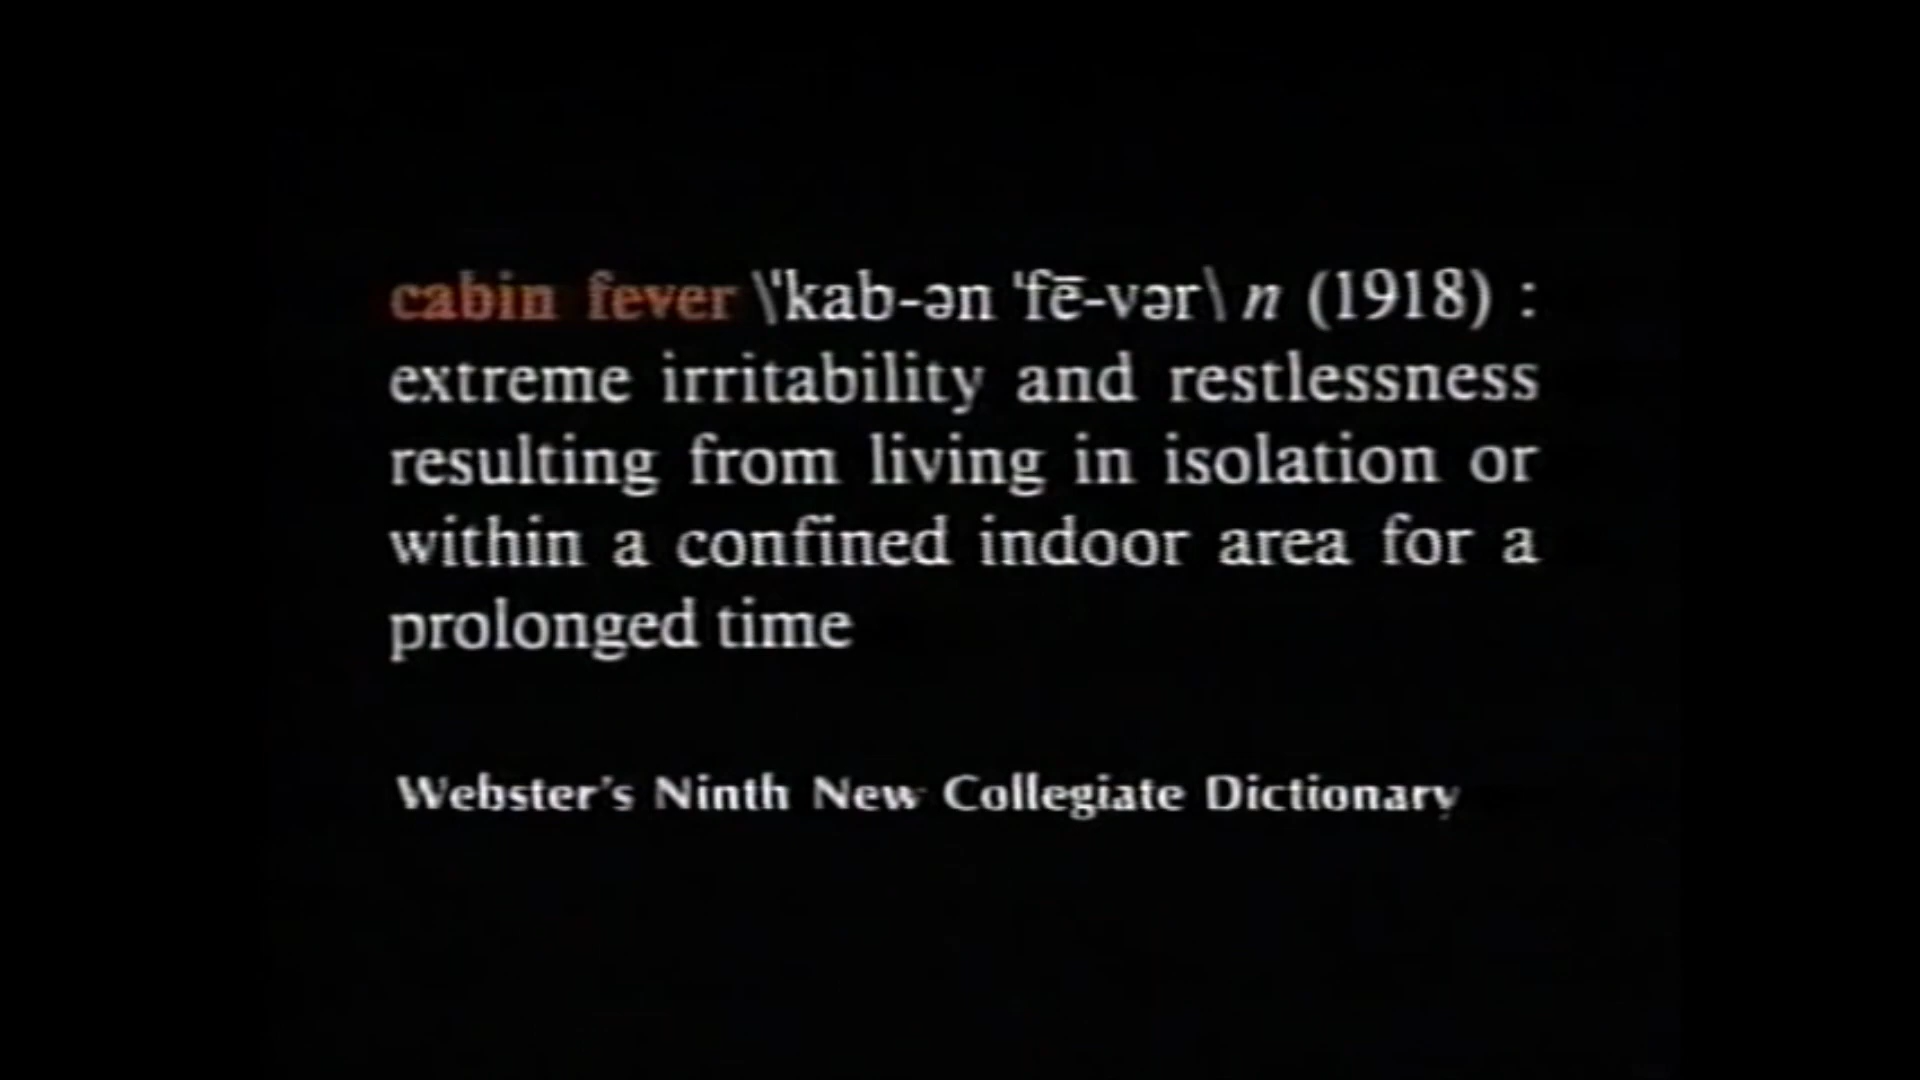 cabin fever \'kab-ən 'fē-vər\ n (1918) :
extreme irritability and restlessness
resulting from living in isolation or
within a confined indoor area for a
prolonged time
Webster's Ninth New Collegiate Dictionary